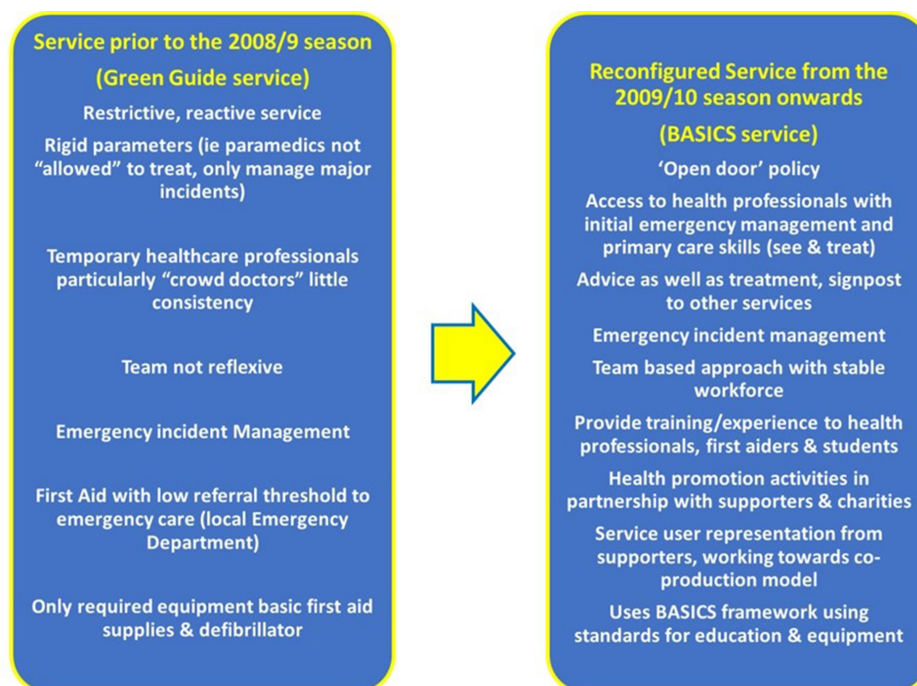 Service prior to the 2008/9 season
(Green Guide service)
Restrictive, reactive service
Rigid parameters (ie paramedics not
"allowed" to treat, only manage major
incidents)
Temporary healthcare professionals
particularly "crowd doctors" little
consistency
Team not reflexive
Emergency incident Management
First Aid with low referral threshold to
emergency care (local Emergency
Department)
Only required equipment basic first aid
supplies & defibrillator
Reconfigured Service from the
2009/10 season onwards
(BASICS service)
'Open door' policy
Access to health professionals with
initial emergency management and
primary care skills (see & treat)
Advice as well as treatment, signpost
to other services
Emergency incident management
Team based approach with stable
workforce
Provide training/experience to health
professionals, first aiders & students
Health promotion activities in
partnership with supporters & charities
Service user representation from
supporters, working towards co-
production model
Uses BASICS framework using
standards for education & equipment